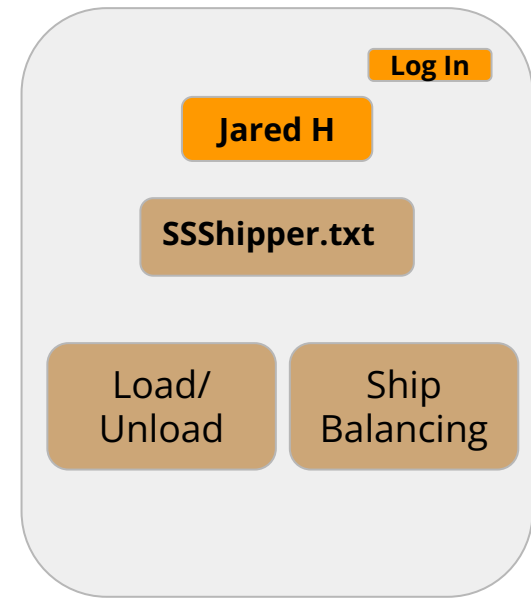 Log In
Jared H
SSShipper.txt
Load/
Unload
Ship
Balancing